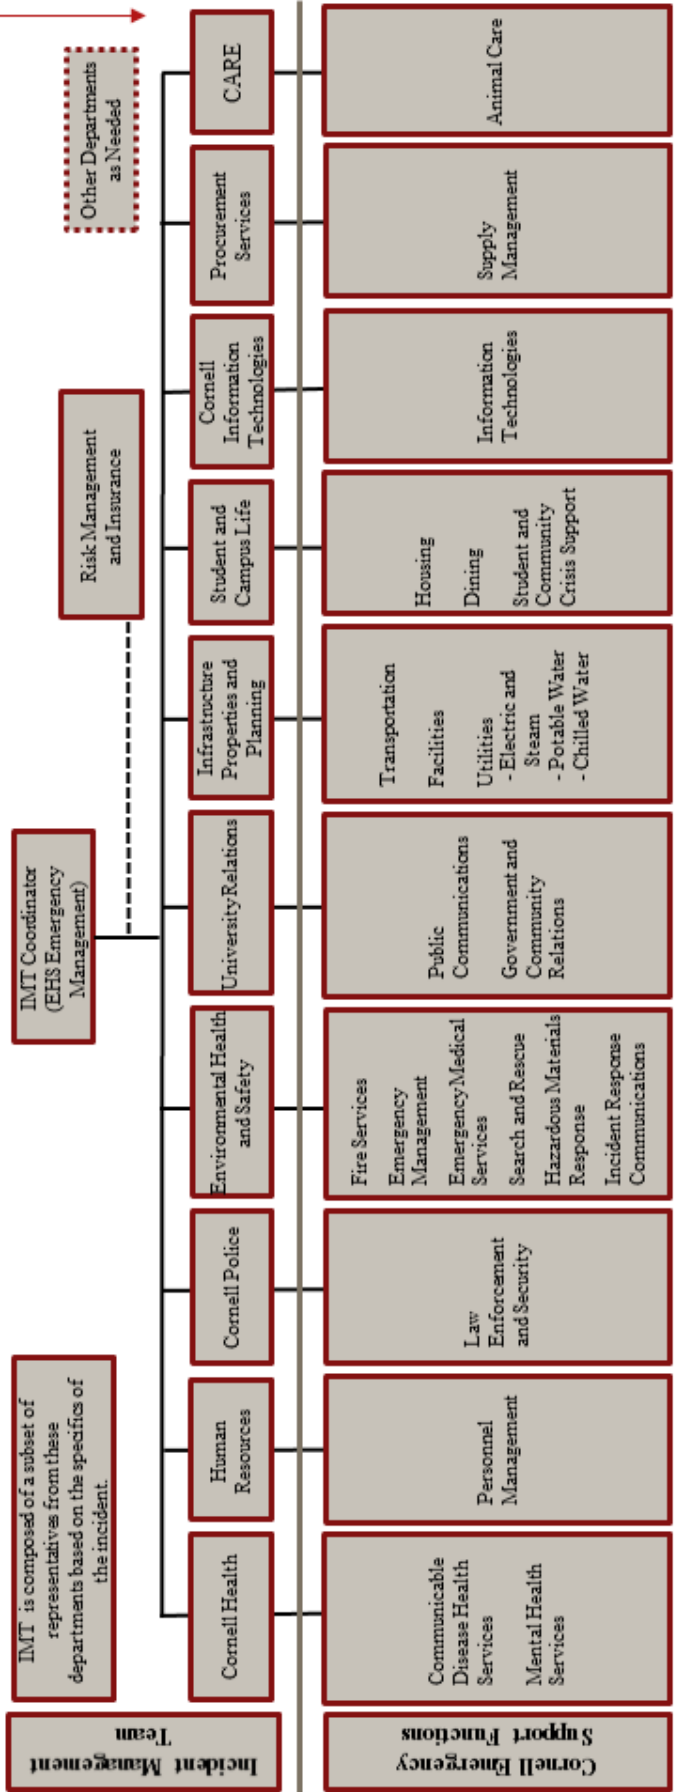 IMT is composed of a subset of
representatives from these
departments based on the specifics of
the incident.
IMT Coordinator
(EHS Emergency
Management)
Risk Management
and Insurance
Other Departments
as Needed
Incident Management
Team
Cornell Health
Human
Resources
Cornell Police
Environmental Health
and Safety
University Relations
Infrastructure
Properties and
Planning
Student and
Campus Life
Cornell
Information
Technologies
Procurement
Services
CARE
Cornell Emergency
Support Functions
Communicable
Disease Health
Services
Mental Health
Services
Personnel
Management
Law
Enforcement
and Security
Fire Services
Emergency
Management
Emergency Medical
Services
Search and Rescue
Hazardous Materials
Response
Incident Response
Communications
Public
Communications
Government and
Community
Relations
Transportation
Facilities
Utilities
- Electric and
Steam
- Potable Water
- Chilled Water
Housing
Dining
Student and
Community
Crisis Support
Information
Technologies
Supply
Management
Animal Care